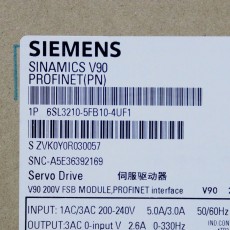 SIEMENS
SINAMICS V90
PROFINET(PN)
1P 6SL3210-5FB10-4UF1
S ZVK0Y0R030057
SNC-A5E36392169
Servo Drive 伺服驱动器
V90 200V FSB MODULE,PROFINET interface V90
INPUT: 1AC/3AC 200-240V 5.0A/3.0A 50/60Hz
OUTPUT:3AC 0-input V 2.6A 0-330Hz